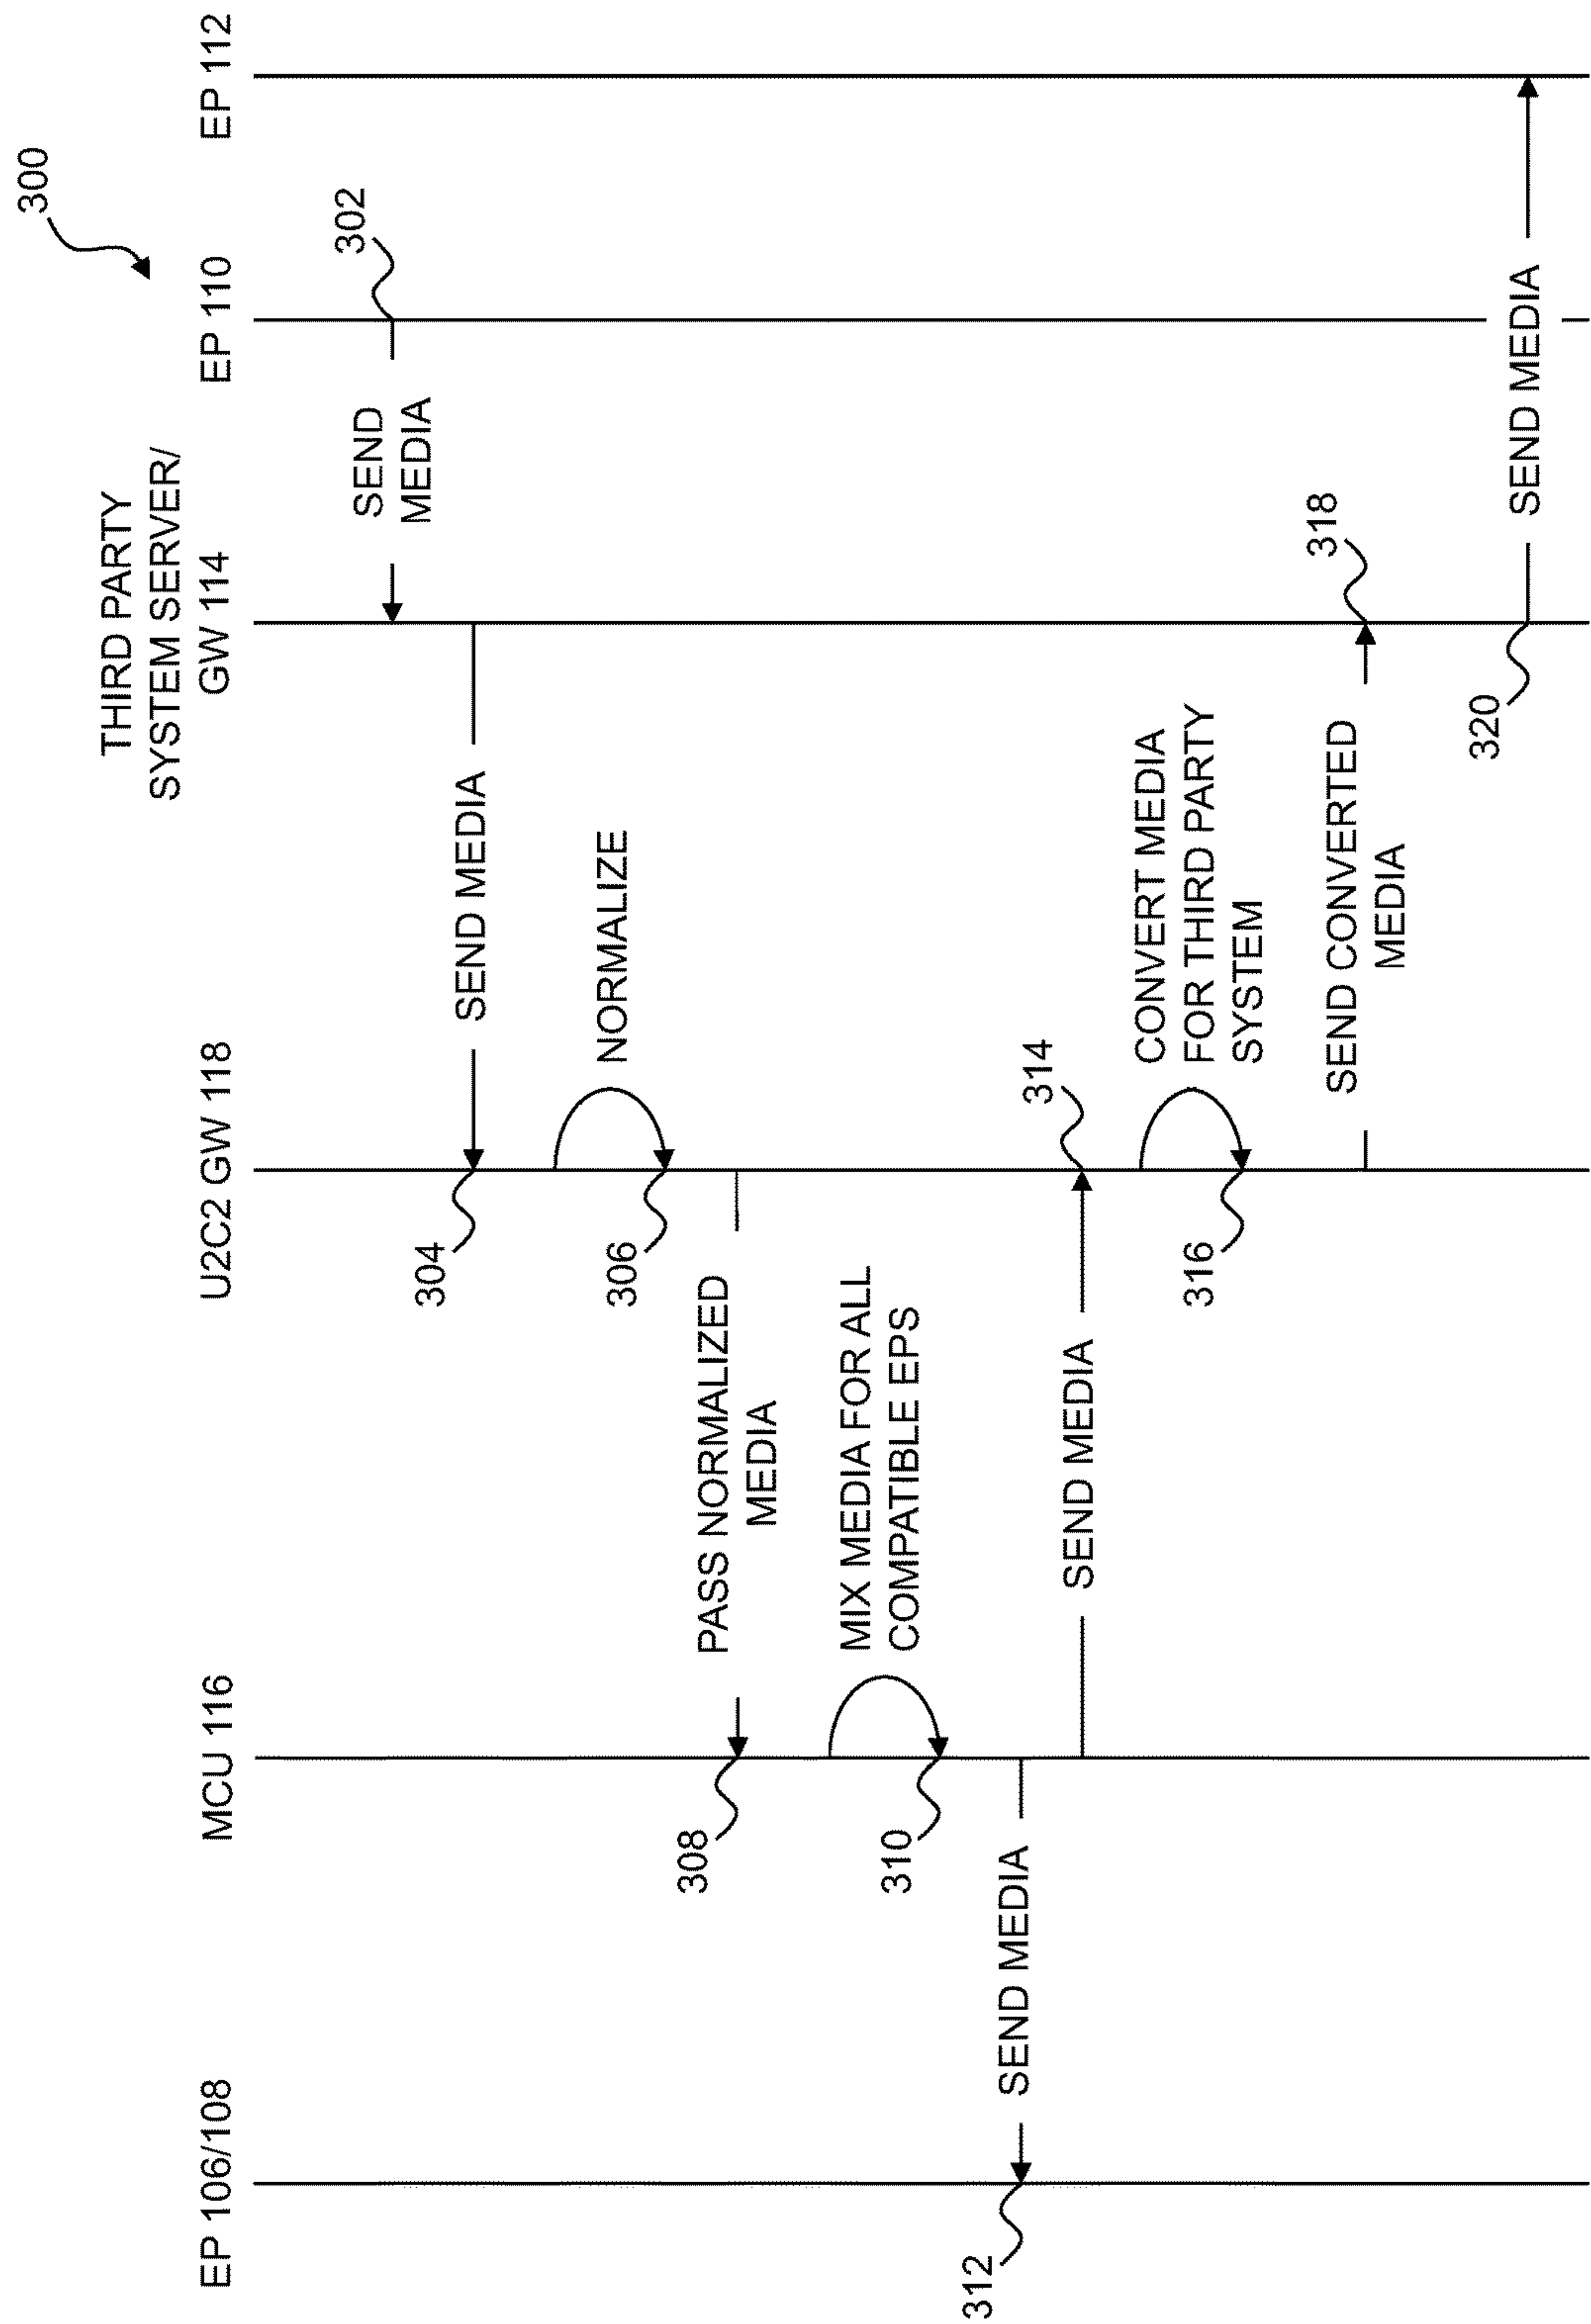 300
EP 106/108
MCU 116
U2C2 GW 118
THIRD PARTY
SYSTEM SERVER/
GW 114
EP 110
EP 112
302
SEND
MEDIA
304
SEND MEDIA
306
NORMALIZE
308
PASS NORMALIZED
MEDIA
310
MIX MEDIA FOR ALL
COMPATIBLE EPS
312
SEND MEDIA
SEND MEDIA
314
316
CONVERT MEDIA
FOR THIRD PARTY
SYSTEM
SEND CONVERTED
MEDIA
318
320
SEND MEDIA